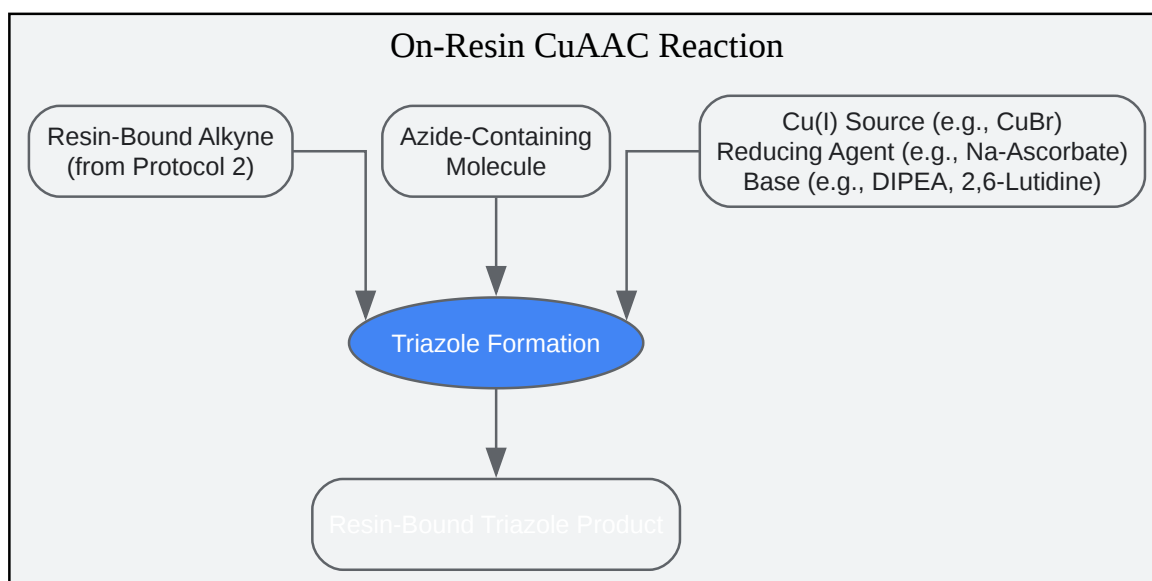 On-Resin CuAAC Reaction
Resin-Bound Alkyne
(from Protocol 2)
Azide-Containing
Molecule
Cu(I) Source (e.g., CuBr)
Reducing Agent (e.g., Na-Ascorbate)
Base (e.g., DIPEA, 2,6-Lutidine)
Triazole Formation
Resin-Bound Triazole Product